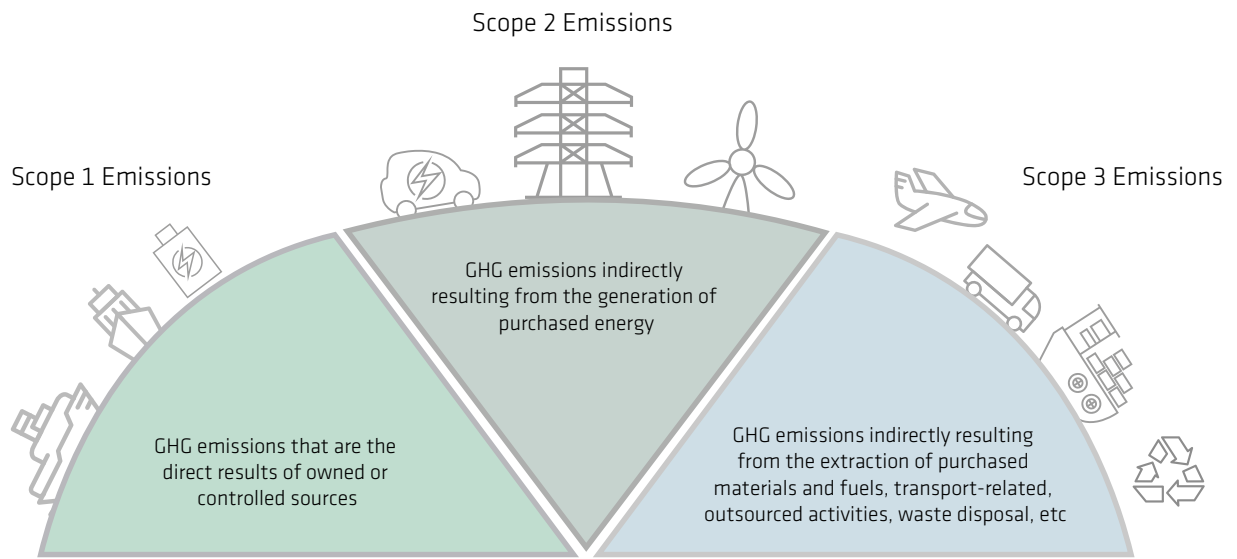 Scope 2 Emissions
Scope 1 Emissions
Scope 3 Emissions
GHG emissions indirectly
resulting from the generation of
purchased energy
GHG emissions that are the
direct results of owned or
controlled sources
GHG emissions indirectly resulting
from the extraction of purchased
materials and fuels, transport-related,
outsourced activities, waste disposal, etc